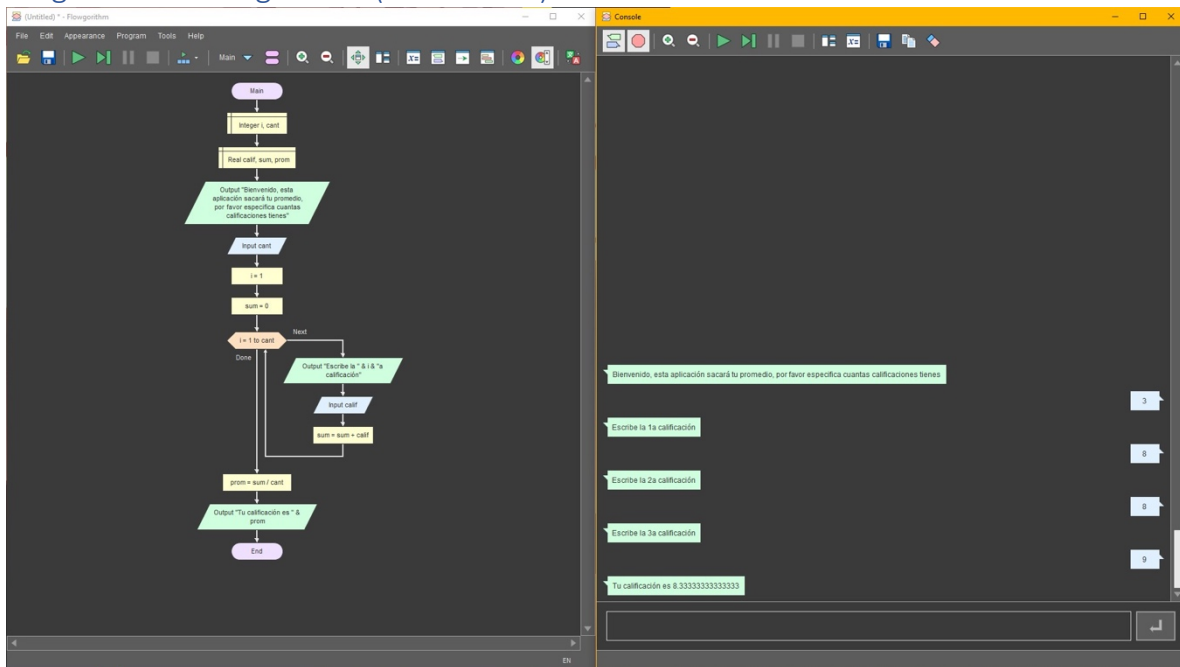 (Untitled) * - Flowgorithm
File Edit Appearance Program Tools Help
Main
Main
Integer i, cant
Real calif, sum, prom
Output "Bienvenido, esta
aplicación sacará tu promedio,
por favor especifica cuantas
calificaciones tienes"
Input cant
i = 1
sum = 0
i = 1 to cant
Next
Done
Output "Escribe la " & i & "a
calificación"
Input calif
sum = sum + calif
prom = sum / cant
Output "Tu calificación es " &
prom
End
EN
Console
Bienvenido, esta aplicación sacará tu promedio, por favor especifica cuantas calificaciones tienes
3
Escribe la 1a calificación
8
Escribe la 2a calificación
8
Escribe la 3a calificación
9
Tu calificación es 8.33333333333333